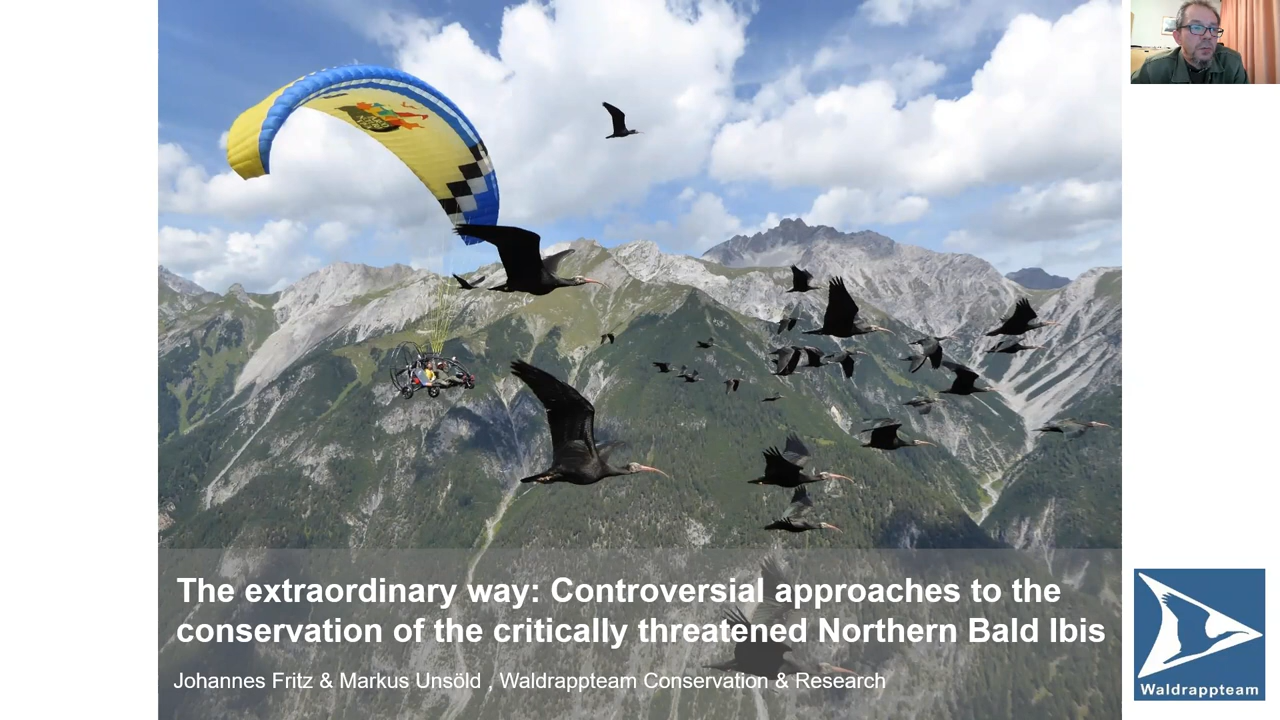 The extraordinary way: Controversial approaches to the
conservation of the critically threatened Northern Bald Ibis
Johannes Fritz & Markus Unsöld , Waldrappteam Conservation & Research
Waldrappteam